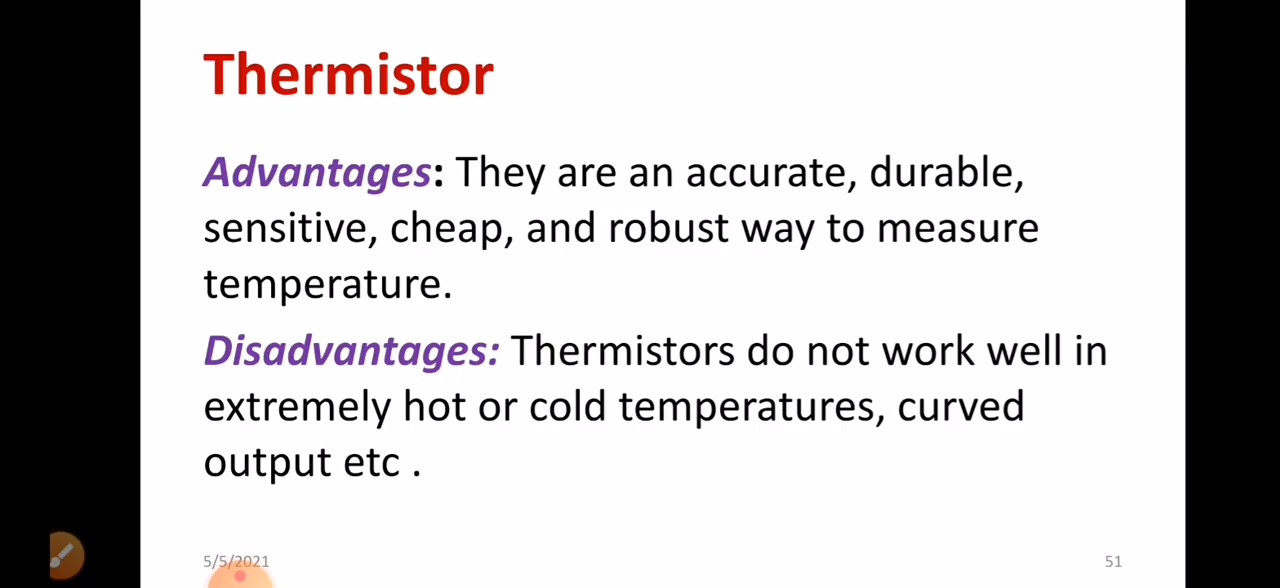 Thermistor
Advantages: They are an accurate, durable,
sensitive, cheap, and robust way to measure
temperature.
Disadvantages: Thermistors do not work well in
extremely hot or cold temperatures, curved
output etc .
5/5/2021
51